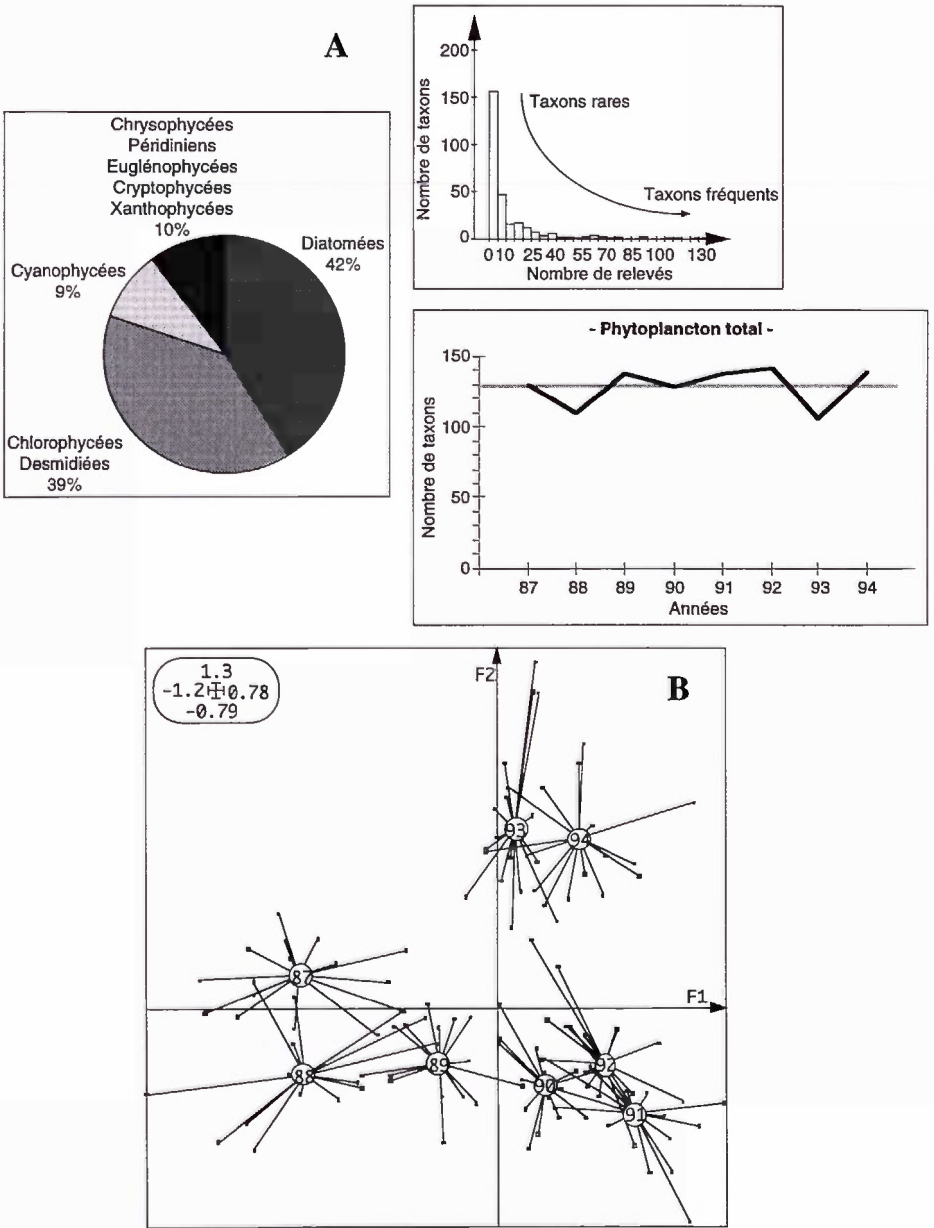 A
Chrysophycées
Péridiniens
Euglénophycées
Cryptophycées
Xanthophycées
10%
Diatomées
42%
Cyanophycées
9%
Chlorophycées
Desmidiées
39%
Nombre de taxons
200
150
100
50
0
Taxons rares
Taxons fréquents
0 10 25 40 55 70 85 100 130
Nombre de relevés
- Phytoplancton total -
Nombre de taxons
150
100
50
0
87 88 89 90 91 92 93 94
Années
B
1.3
-1.2 0.78
-0.79
F2
F1
93
94
87
88
89
90
92
91